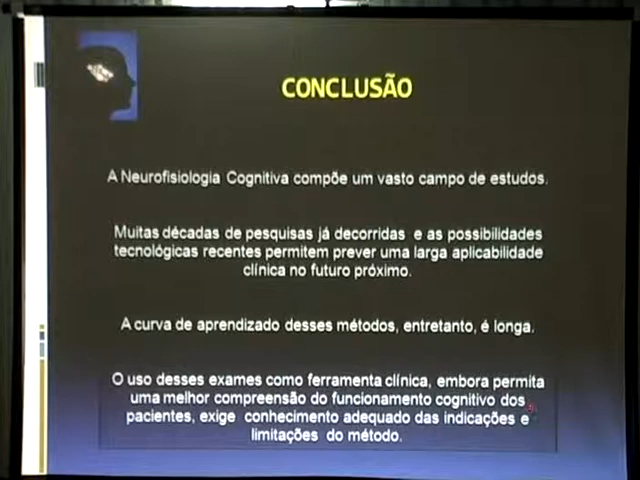 CONCLUSÃO
A Neurofisiologia Cognitiva compõe um vasto campo de estudos.
Muitas décadas de pesquisas já decorridas e as possibilidades
tecnológicas recentes permitem prever uma larga aplicabilidade
clínica no futuro próximo.
A curva de aprendizado desses métodos, entretanto, é longa.
O uso desses exames como ferramenta clínica, embora permita
uma melhor compreensão do funcionamento cognitivo dos
pacientes, exige conhecimento adequado das indicações e
limitações do método.